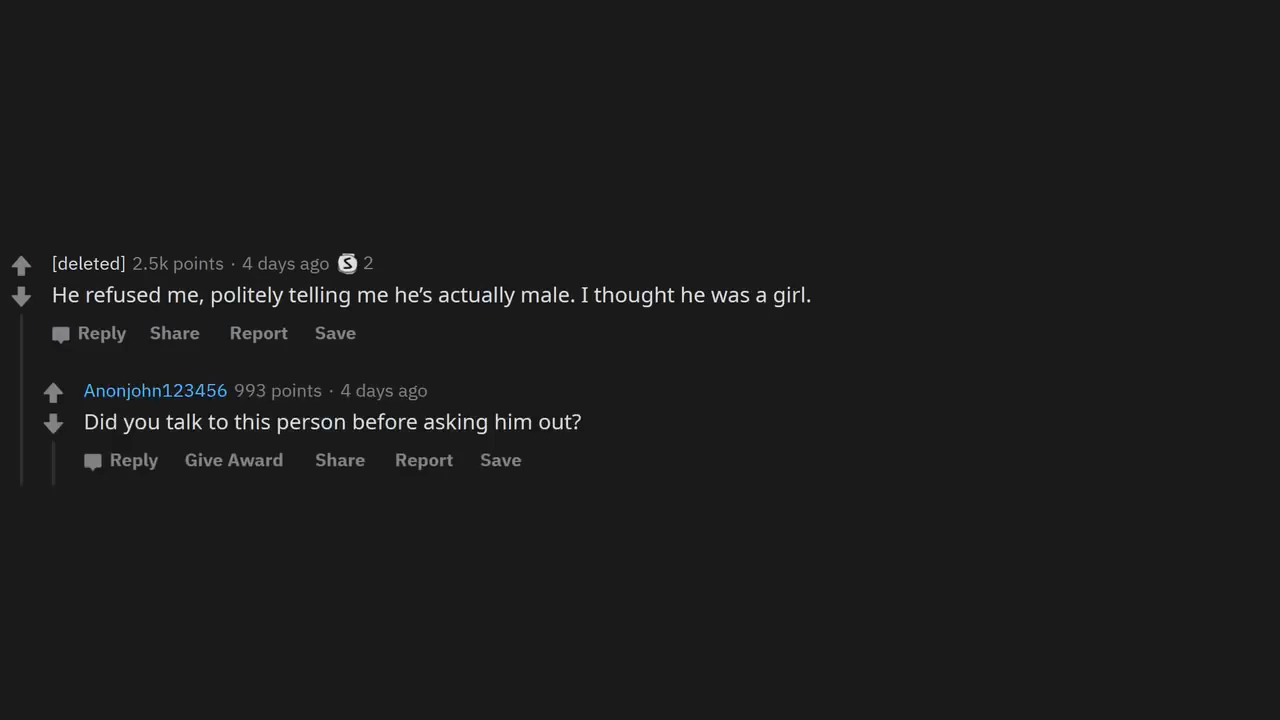 [deleted] 2.5k points · 4 days ago S 2
He refused me, politely telling me he’s actually male. I thought he was a girl.
Reply Share Report Save
Anonjohn123456 993 points · 4 days ago
Did you talk to this person before asking him out?
Reply Give Award Share Report Save